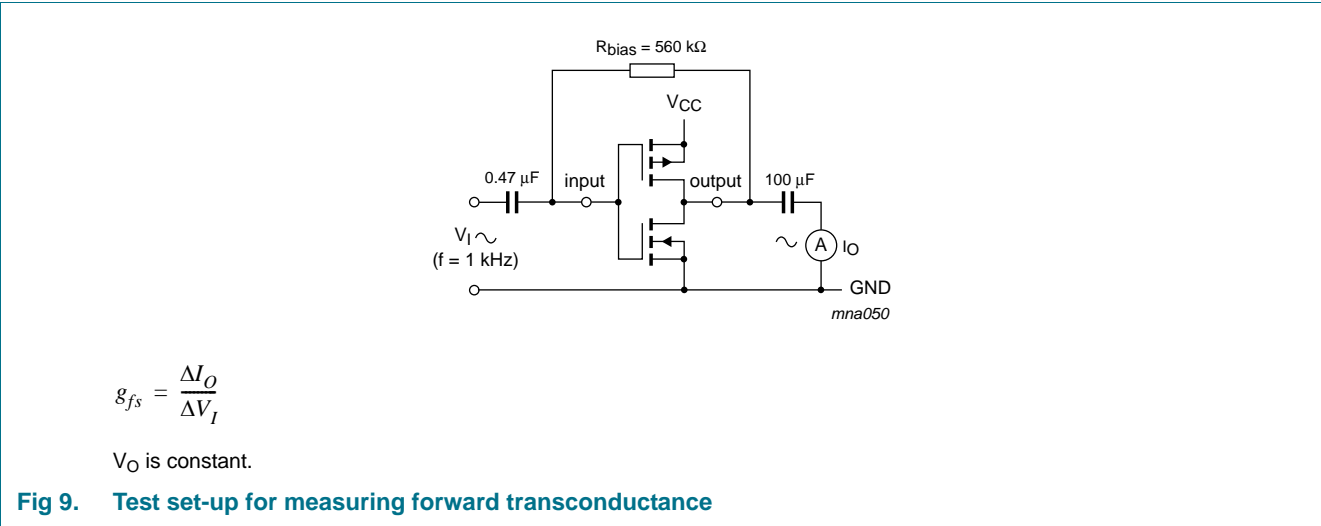 Rbias = 560 kΩ
VCC
0.47 μF
input
output
100 μF
VI
(f = 1 kHz)
A
IO
GND
mna050
gfs = ΔIO / ΔVI
VO is constant.
Fig 9. Test set-up for measuring forward transconductance